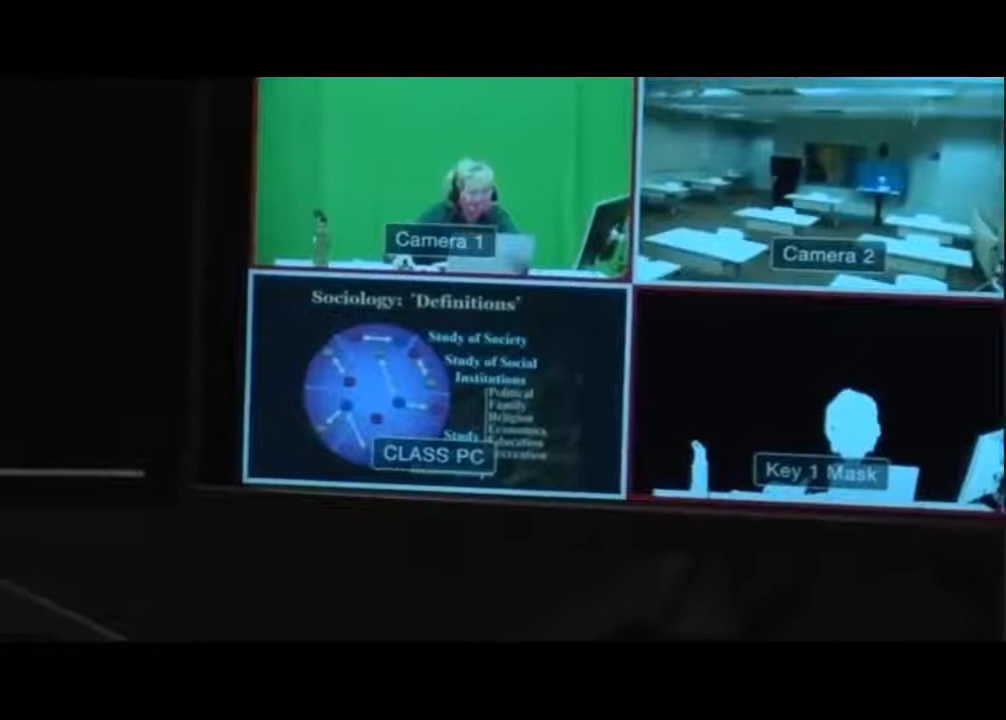 Camera 1
Camera 2
Sociology: "Definitions"
Study of Society
Study of Social
Institutions
Political
Family
Religion
Economics
Education
Study
CLASS PC
Key 1 Mask